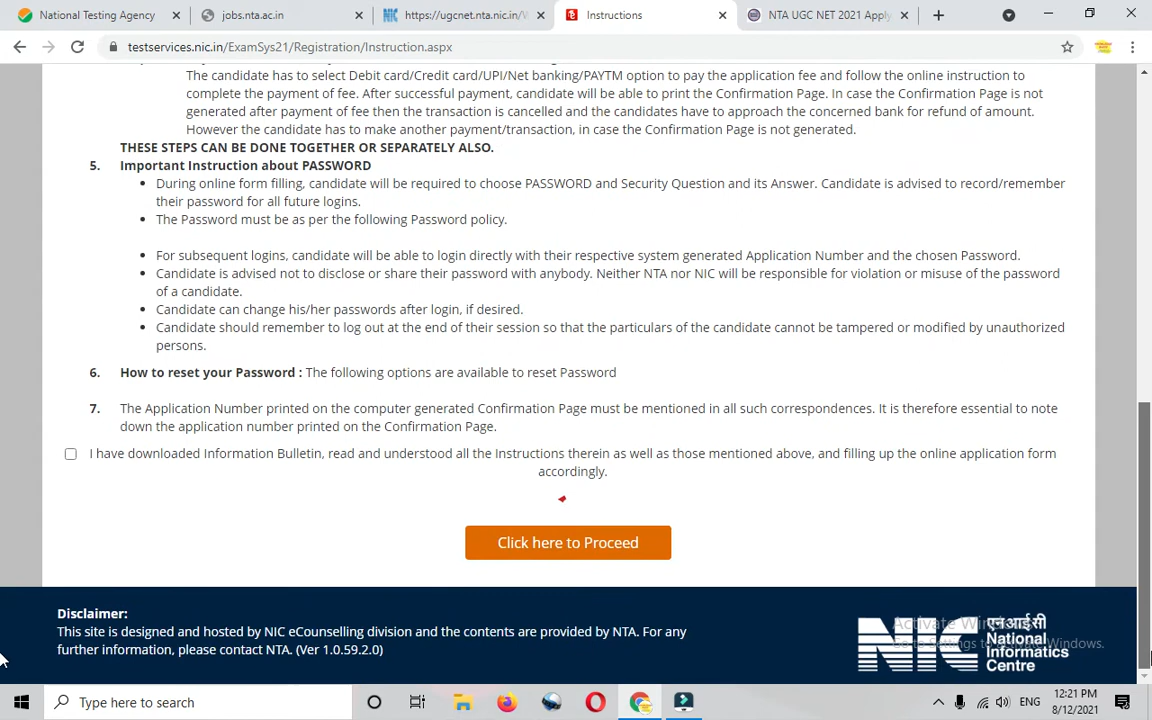 National Testing Agency
jobs.nta.ac.in
https://ugcnet.nta.nic.in/
Instructions
NTA UGC NET 2021 Apply
testservices.nic.in/ExamSys21/Registration/Instruction.aspx
The candidate has to select Debit card/Credit card/UPI/Net banking/PAYTM option to pay the application fee and follow the online instruction to
complete the payment of fee. After successful payment, candidate will be able to print the Confirmation Page. In case the Confirmation Page is not
generated after payment of fee then the transaction is cancelled and the candidates have to approach the concerned bank for refund of amount.
However the candidate has to make another payment/transaction, in case the Confirmation Page is not generated.
THESE STEPS CAN BE DONE TOGETHER OR SEPARATELY ALSO.
5. Important Instruction about PASSWORD
• During online form filling, candidate will be required to choose PASSWORD and Security Question and its Answer. Candidate is advised to record/remember
their password for all future logins.
• The Password must be as per the following Password policy.
• For subsequent logins, candidate will be able to login directly with their respective system generated Application Number and the chosen Password.
• Candidate is advised not to disclose or share their password with anybody. Neither NTA nor NIC will be responsible for violation or misuse of the password
of a candidate.
• Candidate can change his/her passwords after login, if desired.
• Candidate should remember to log out at the end of their session so that the particulars of the candidate cannot be tampered or modified by unauthorized
persons.
6. How to reset your Password : The following options are available to reset Password
7. The Application Number printed on the computer generated Confirmation Page must be mentioned in all such correspondences. It is therefore essential to note
down the application number printed on the Confirmation Page.
I have downloaded Information Bulletin, read and understood all the Instructions therein as well as those mentioned above, and filling up the online application form
accordingly.
Click here to Proceed
Disclaimer:
This site is designed and hosted by NIC eCounselling division and the contents are provided by NTA. For any
further information, please contact NTA. (Ver 1.0.59.2.0)
NIC
एन आई सी
National
Informatics
Centre
Activate Windows
Go to Settings to activate Windows.
Type here to search
ENG
12:21 PM
8/12/2021